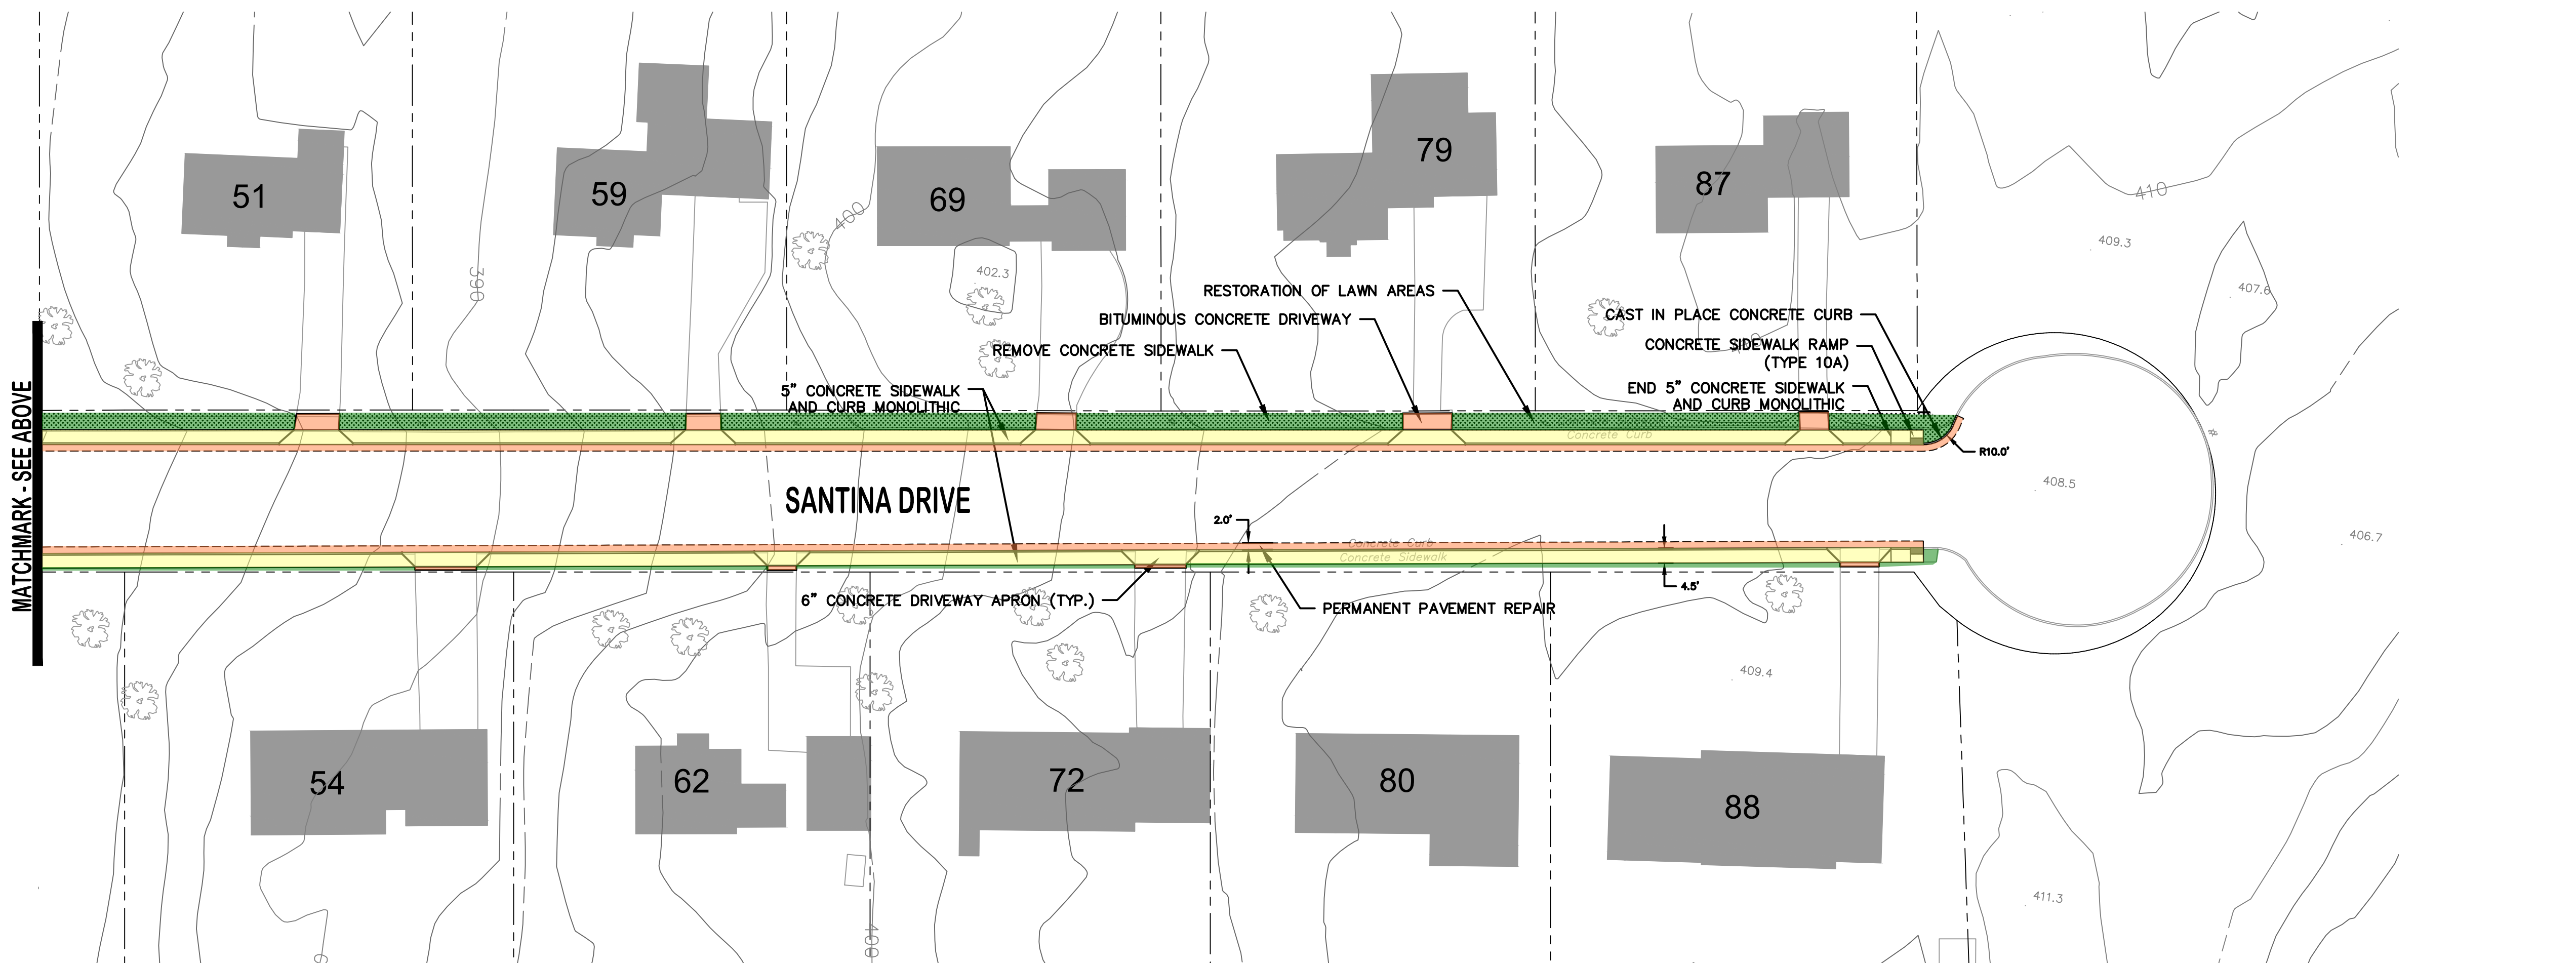 51
59
69
79
87
400
390
402.3
410
409.3
407.6
RESTORATION OF LAWN AREAS
BITUMINOUS CONCRETE DRIVEWAY
REMOVE CONCRETE SIDEWALK
5" CONCRETE SIDEWALK
AND CURB MONOLITHIC
CAST IN PLACE CONCRETE CURB
CONCRETE SIDEWALK RAMP
(TYPE 10A)
END 5" CONCRETE SIDEWALK
AND CURB MONOLITHIC
Concrete Curb
R10.0'
MATCHMARK - SEE ABOVE
SANTINA DRIVE
408.5
406.7
2.0'
Concrete Curb
Concrete Sidewalk
4.5'
6" CONCRETE DRIVEWAY APRON (TYP.)
PERMANENT PAVEMENT REPAIR
409.4
54
62
72
80
88
400
411.3